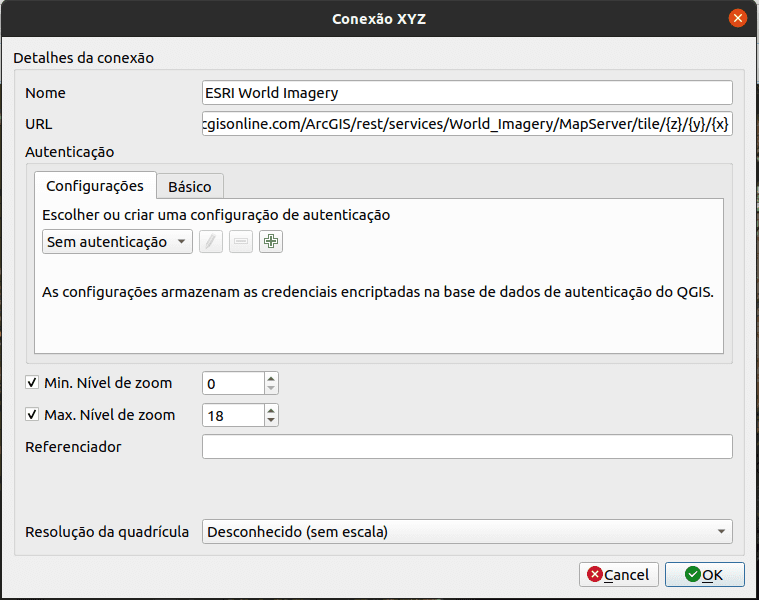 Conexão XYZ
Detalhes da conexão
Nome ESRI World Imagery
URL cgisonline.com/ArcGIS/rest/services/World_Imagery/MapServer/tile/{z}/{y}/{x}
Autenticação
Configurações Básico
Escolher ou criar uma configuração de autenticação
Sem autenticação
As configurações armazenam as credenciais encriptadas na base de dados de autenticação do QGIS.
Min. Nível de zoom 0
Max. Nível de zoom 18
Referenciador
Resolução da quadrícula Desconhecido (sem escala)
Cancel OK